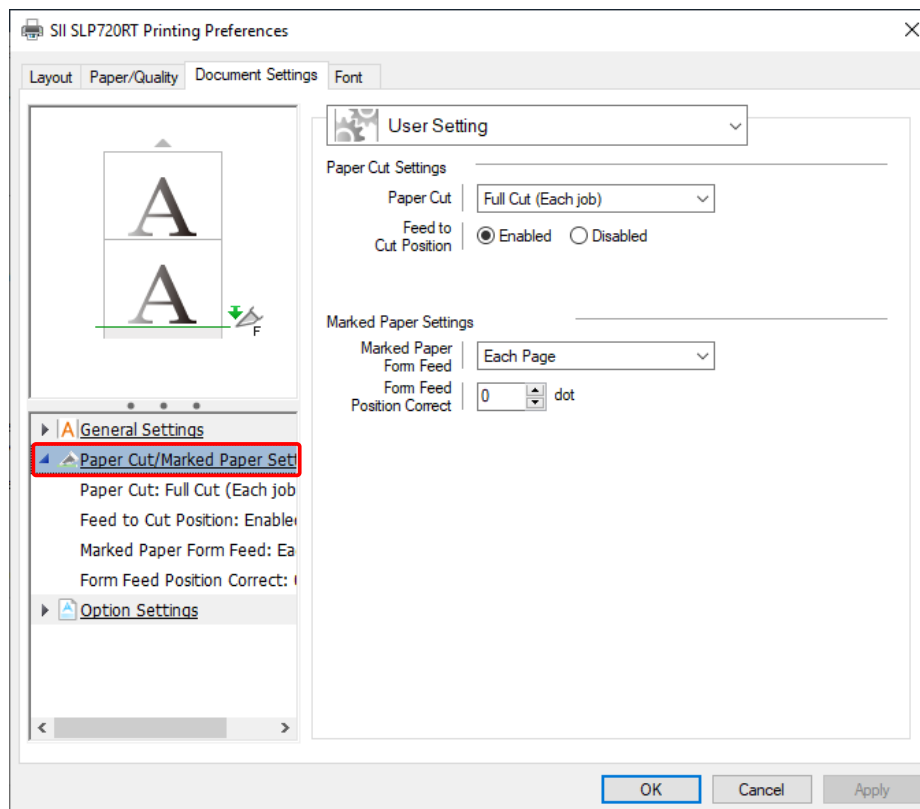 SII SLP720RT Printing Preferences
Layout Paper/Quality Document Settings Font
A
A
F
A General Settings
Paper Cut/Marked Paper Sett
Paper Cut: Full Cut (Each job
Feed to Cut Position: Enable
Marked Paper Form Feed: Ea
Form Feed Position Correct:
A Option Settings
User Setting
Paper Cut Settings
Paper Cut Full Cut (Each job)
Feed to
Cut Position Enabled Disabled
Marked Paper Settings
Marked Paper
Form Feed Each Page
Form Feed
Position Correct 0 dot
OK Cancel Apply